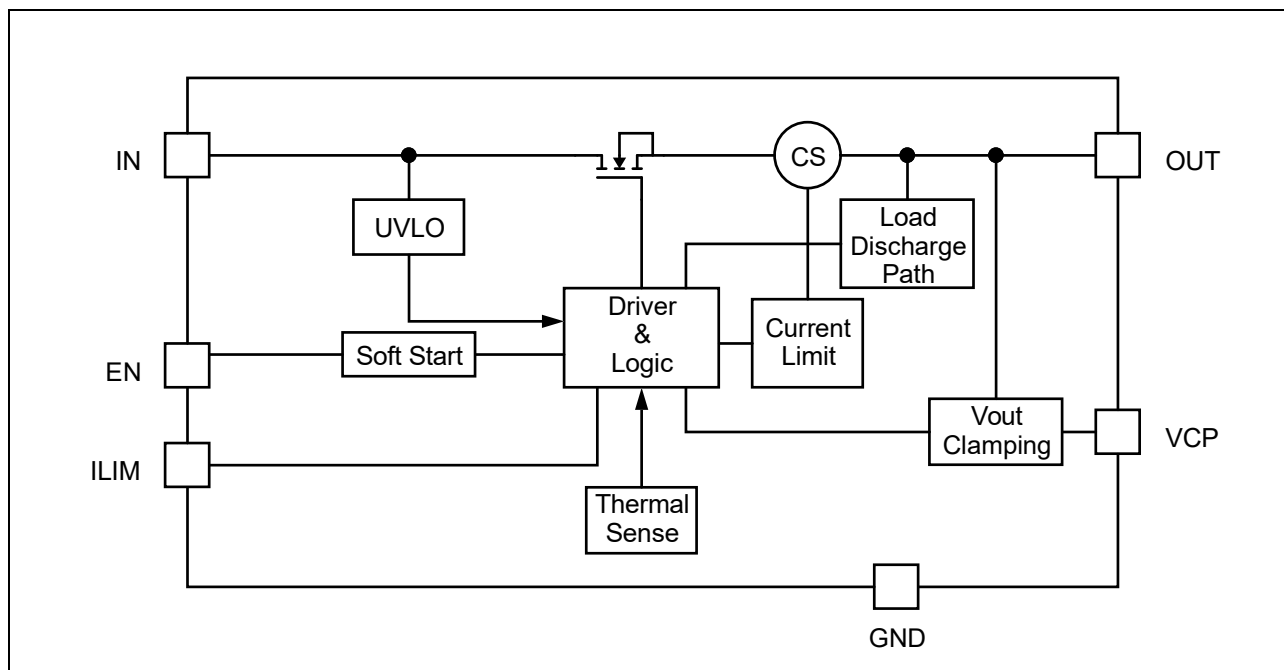 IN
CS
OUT
UVLO
Load
Discharge
Path
Driver
&
Logic
Current
Limit
EN
Soft Start
Vout
Clamping
VCP
ILIM
Thermal
Sense
GND